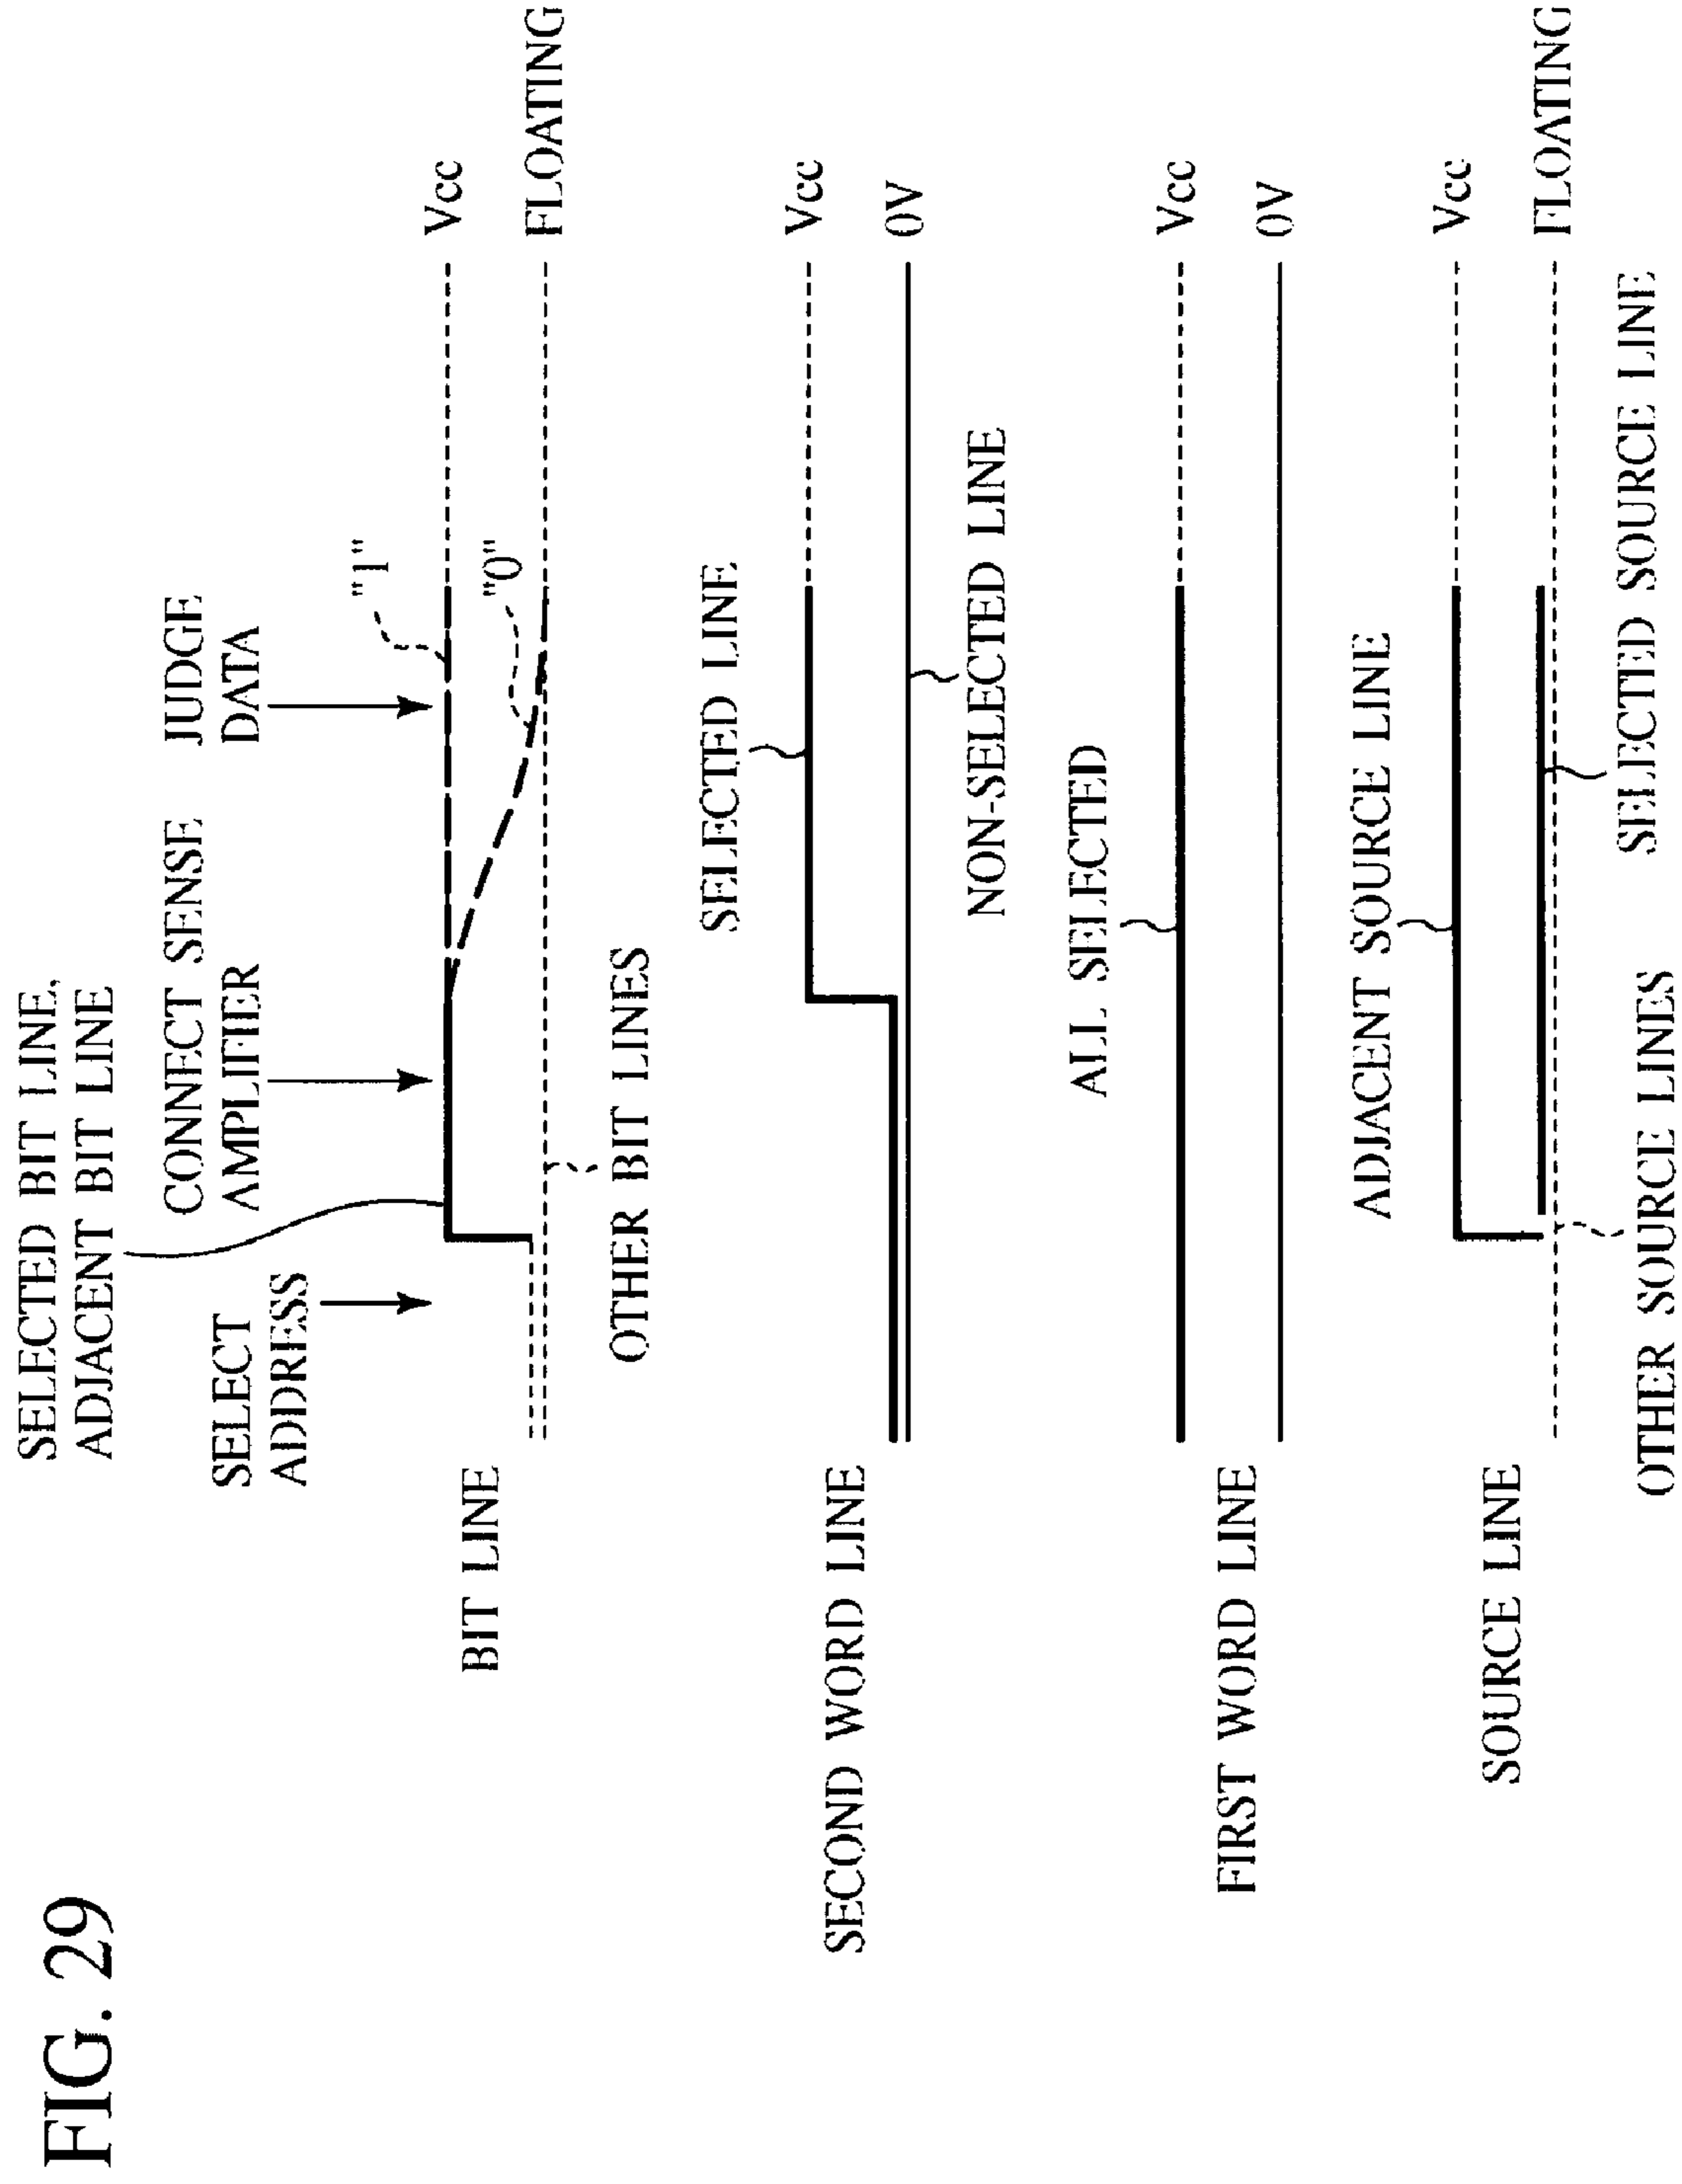 FIG. 29
SELECTED BIT LINE,
ADJACENT BIT LINE
SELECT
ADDRESS
CONNECT SENSE
AMPLIFIER
JUDGE
DATA
"1"
"0"
BIT LINE
Vcc
FLOATING
OTHER BIT LINES
SELECTED LINE
SECOND WORD LINE
Vcc
0V
NON-SELECTED LINE
ALL SELECTED
FIRST WORD LINE
Vcc
0V
ADJACENT SOURCE LINE
SOURCE LINE
Vcc
FLOATING
OTHER SOURCE LINES
SELECTED SOURCE LINE